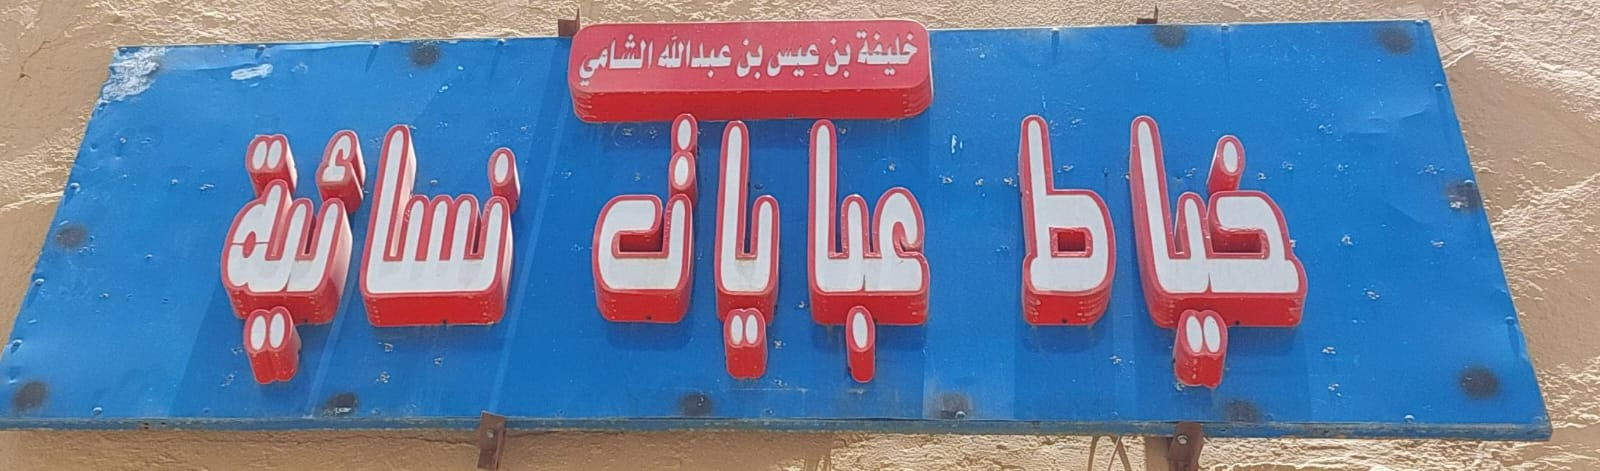 خليفة بن عيس بن عبدالله الشامي
خياط عبايات نسائية